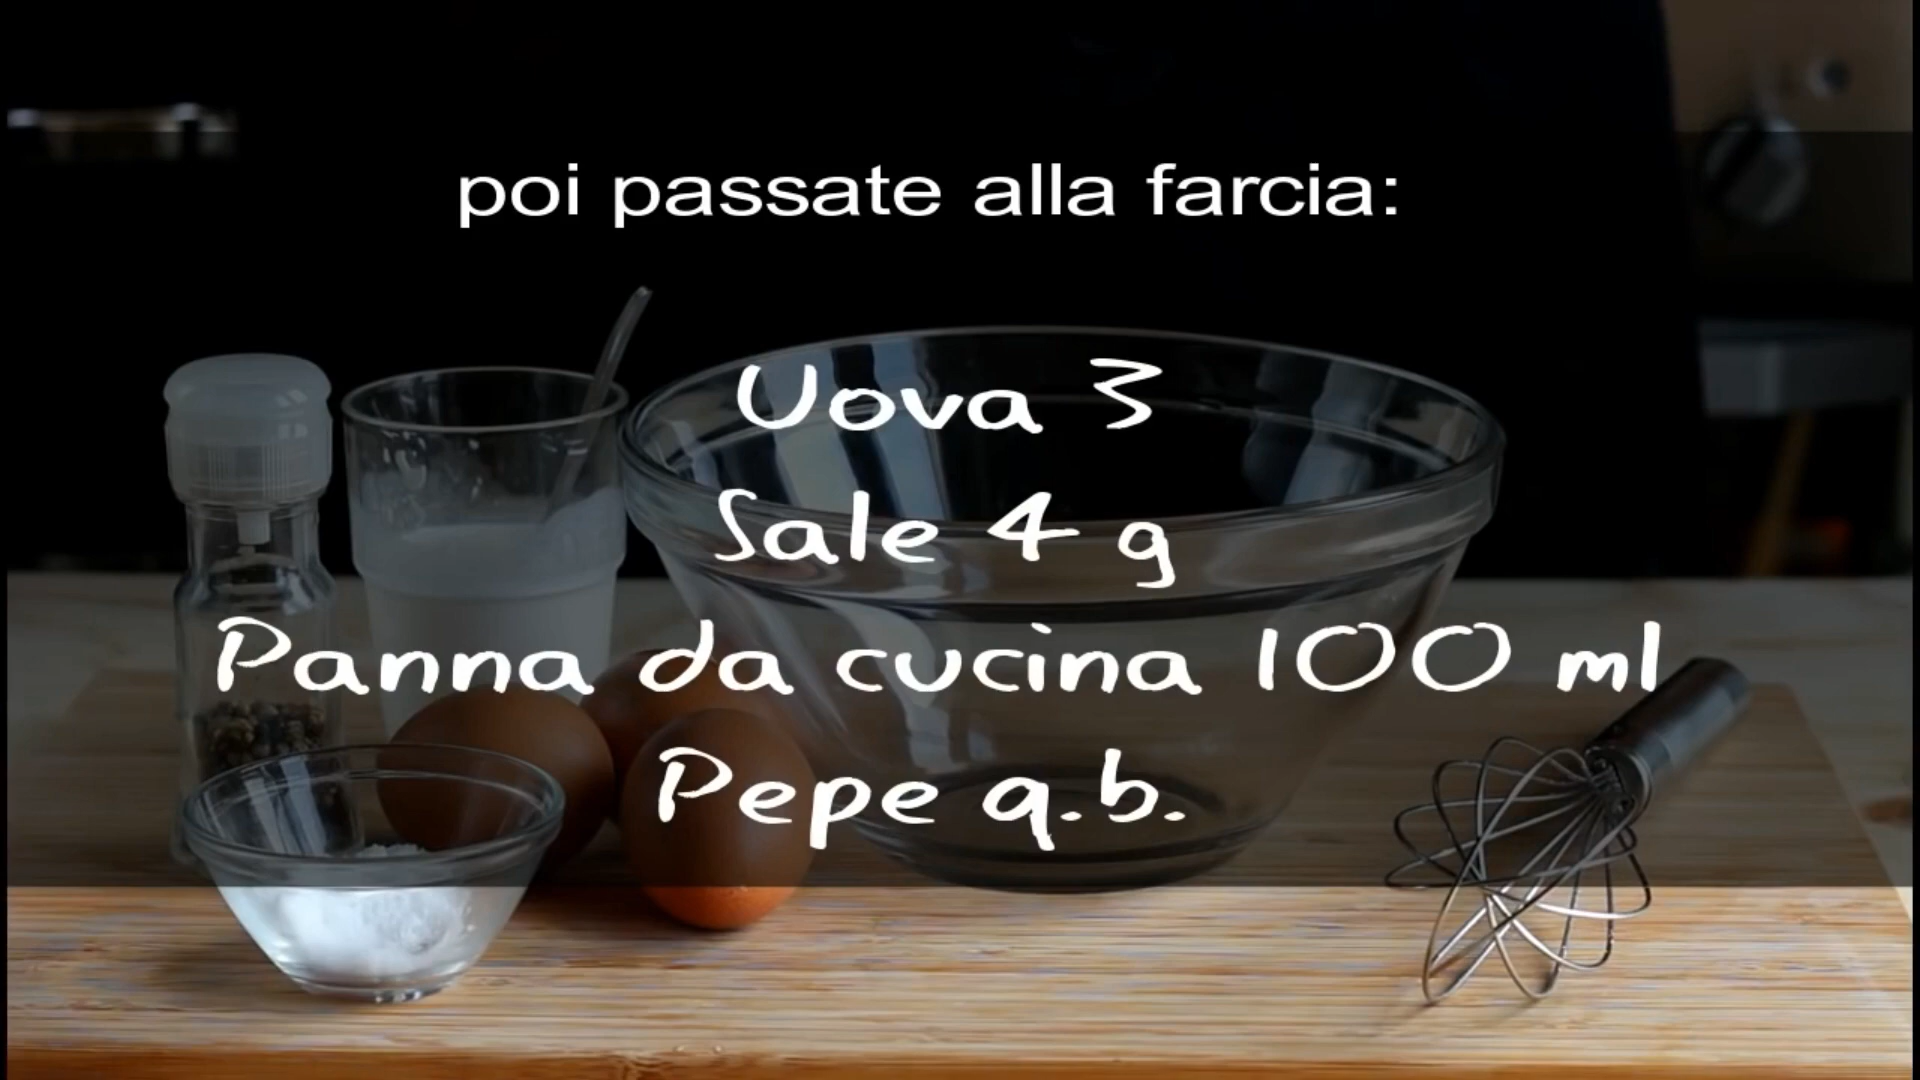 poi passate alla farcia:
Uova 3
Sale 4 g
Panna da cucina 100 ml
Pepe q.b.